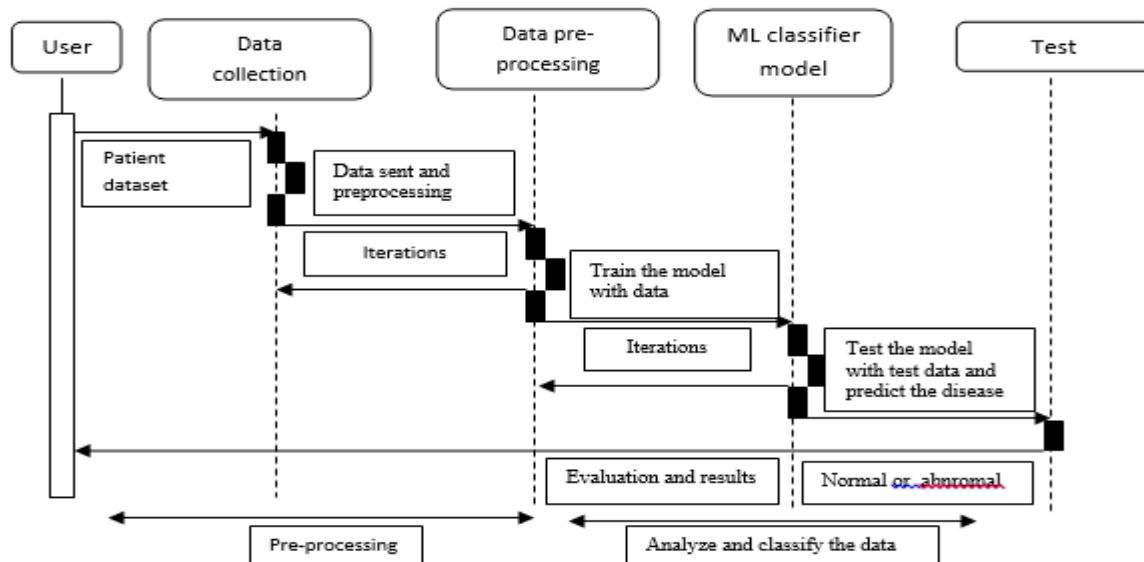 User
Data
collection
Data pre-
processing
ML classifier
model
Test
Patient
dataset
Data sent and
preprocessing
Iterations
Train the model
with data
Iterations
Test the model
with test data and
predict the disease
Evaluation and results
Normal or abnromal
Pre-processing
Analyze and classify the data